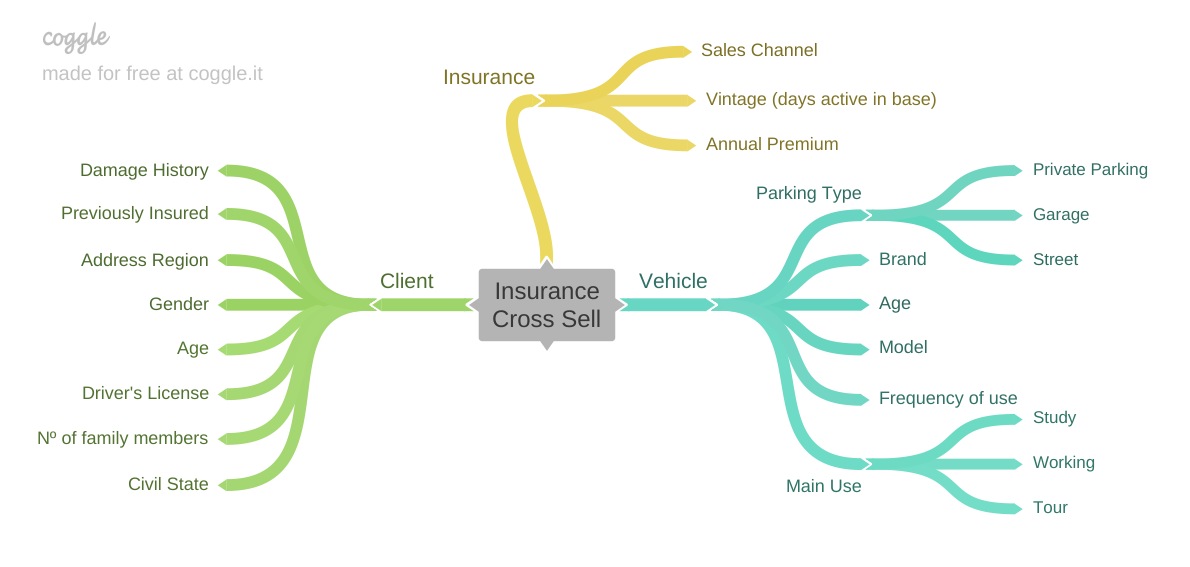 coggle
made for free at coggle.it
Insurance
Sales Channel
Vintage (days active in base)
Annual Premium
Damage History
Previously Insured
Address Region
Gender
Age
Driver's License
Nº of family members
Civil State
Client
Insurance
Cross Sell
Vehicle
Parking Type
Private Parking
Garage
Street
Brand
Age
Model
Frequency of use
Main Use
Study
Working
Tour